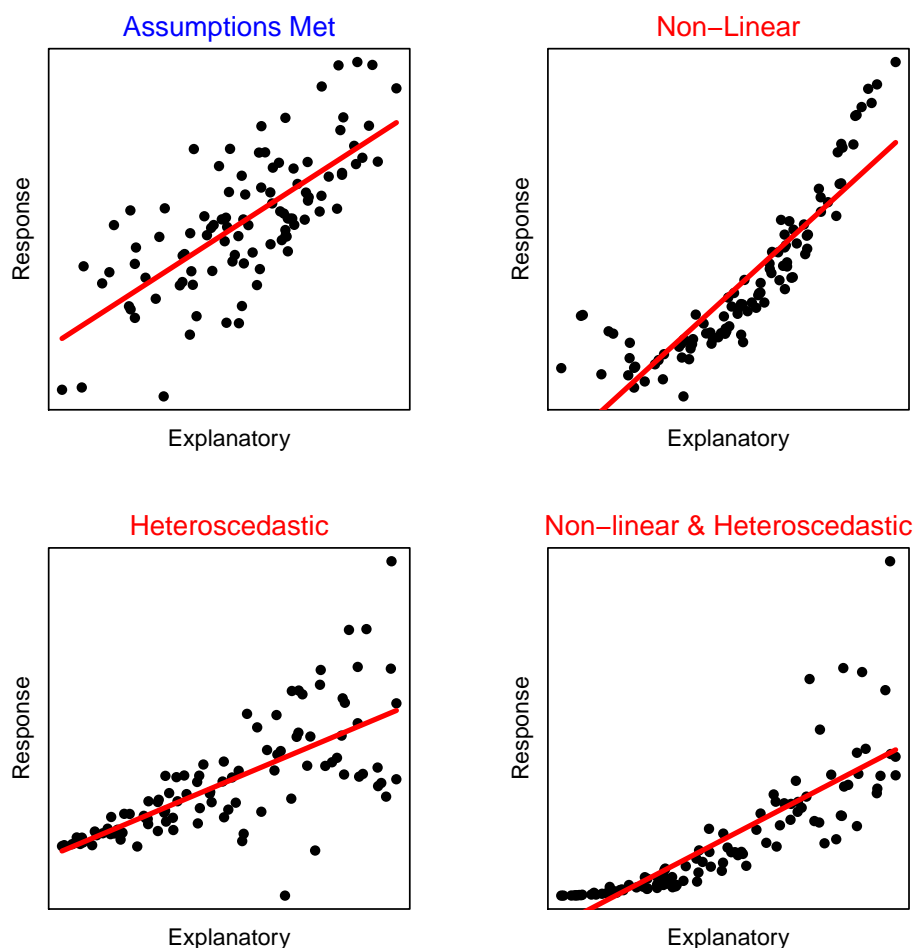 Assumptions Met
Response
Explanatory
Non−Linear
Response
Explanatory
Heteroscedastic
Response
Explanatory
Non−linear & Heteroscedastic
Response
Explanatory